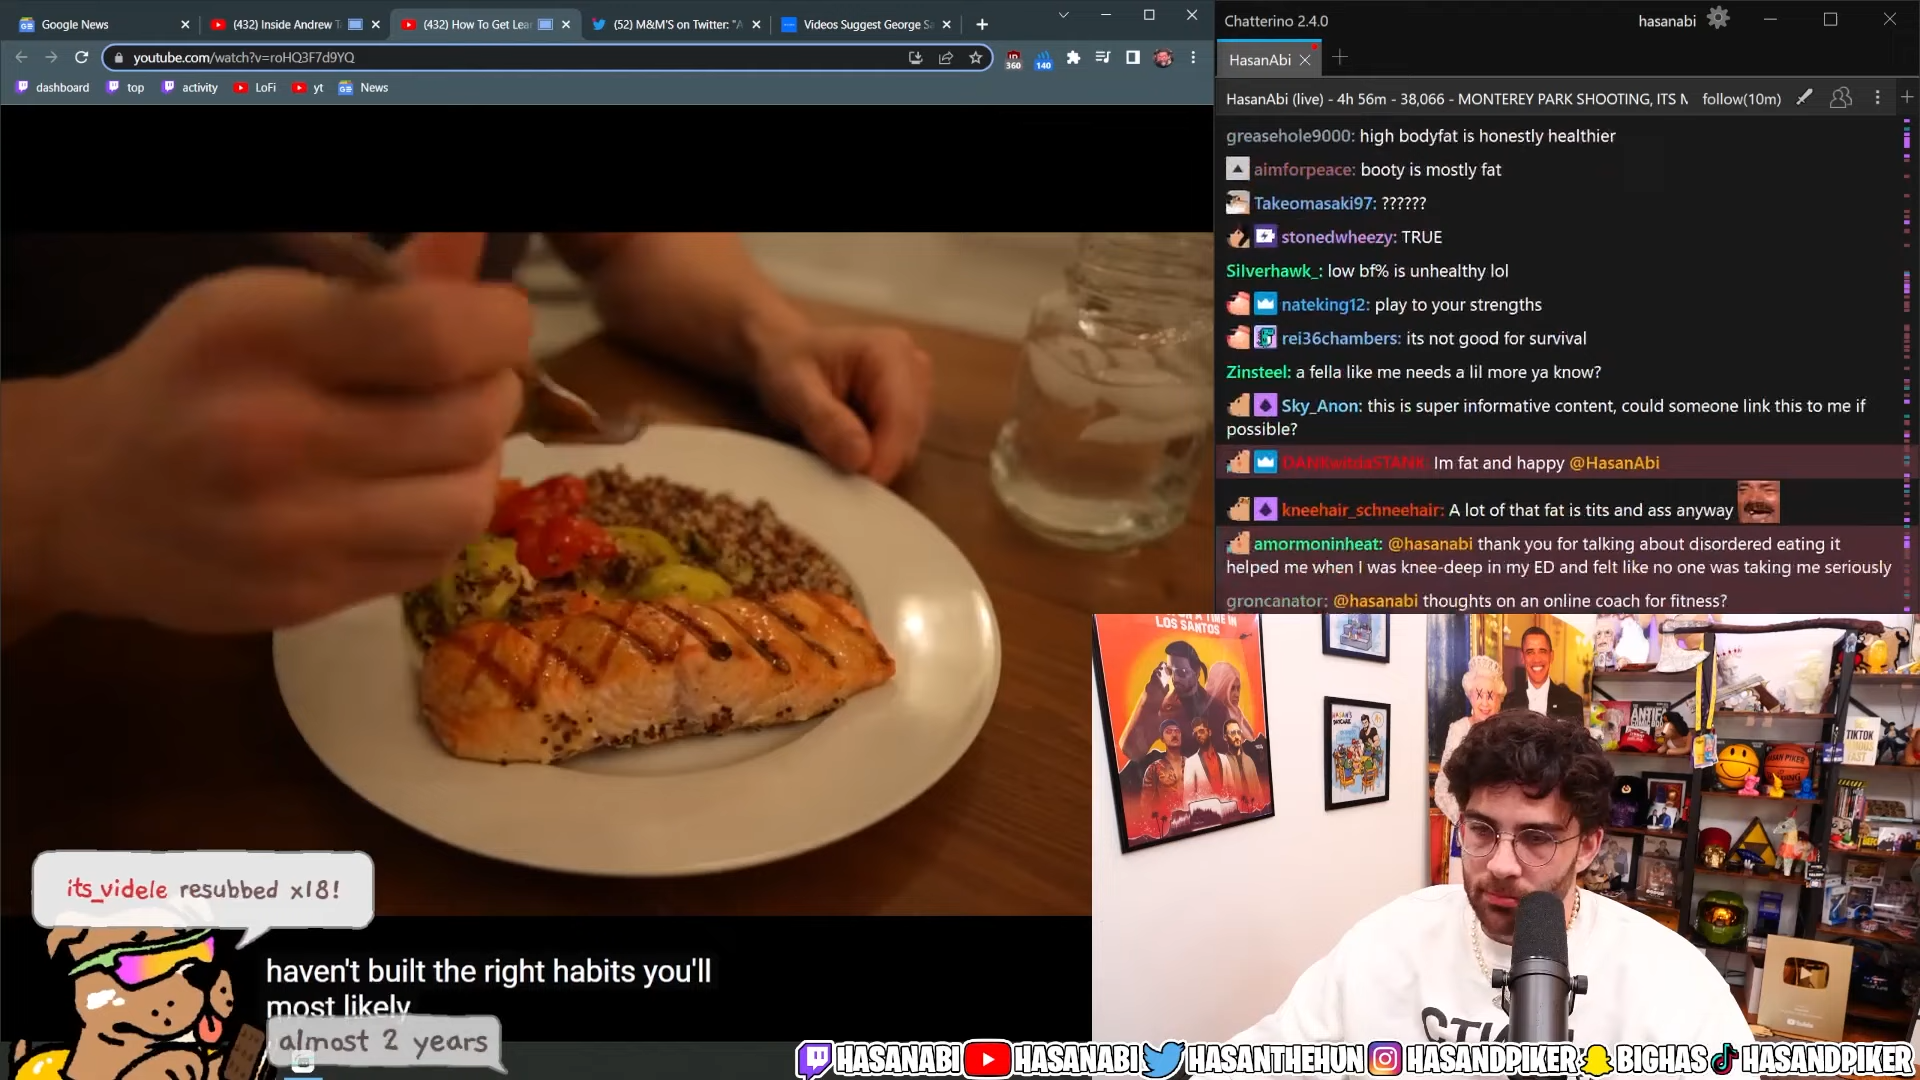 Google News
(432) Inside Andrew T
(432) How To Get Lea
(52) M&M'S on Twitter: "A
Videos Suggest George Sa
youtube.com/watch?v=roHQ3F7d9YQ
360
140
dashboard
top
activity
LoFi
yt
News
Chatterino 2.4.0
hasanabi
HasanAbi
HasanAbi (live) - 4h 56m - 38,066 - MONTEREY PARK SHOOTING, ITS M
follow(10m)
greasehole9000: high bodyfat is honestly healthier
aimforpeace: booty is mostly fat
Takeomasaki97: ??????
stonedwheezy: TRUE
Silverhawk_: low bf% is unhealthy lol
nateking12: play to your strengths
rei36chambers: its not good for survival
Zinsteel: a fella like me needs a lil more ya know?
Sky_Anon: this is super informative content, could someone link this to me if
possible?
DANKwitdaSTANK: Im fat and happy @HasanAbi
kneehair_schneehair: A lot of that fat is tits and ass anyway
amormoninheat: @hasanabi thank you for talking about disordered eating it
helped me when I was knee-deep in my ED and felt like no one was taking me seriously
groncanator: @hasanabi thoughts on an online coach for fitness?
LOS SANTOS
TIKTOK
its_videle resubbed x18!
haven't built the right habits you'll
most likely
almost 2 years
HASANABI
HASANABI
HASANTHEHUN
HASANDPIKER
BIGHAS
HASANDPIKER